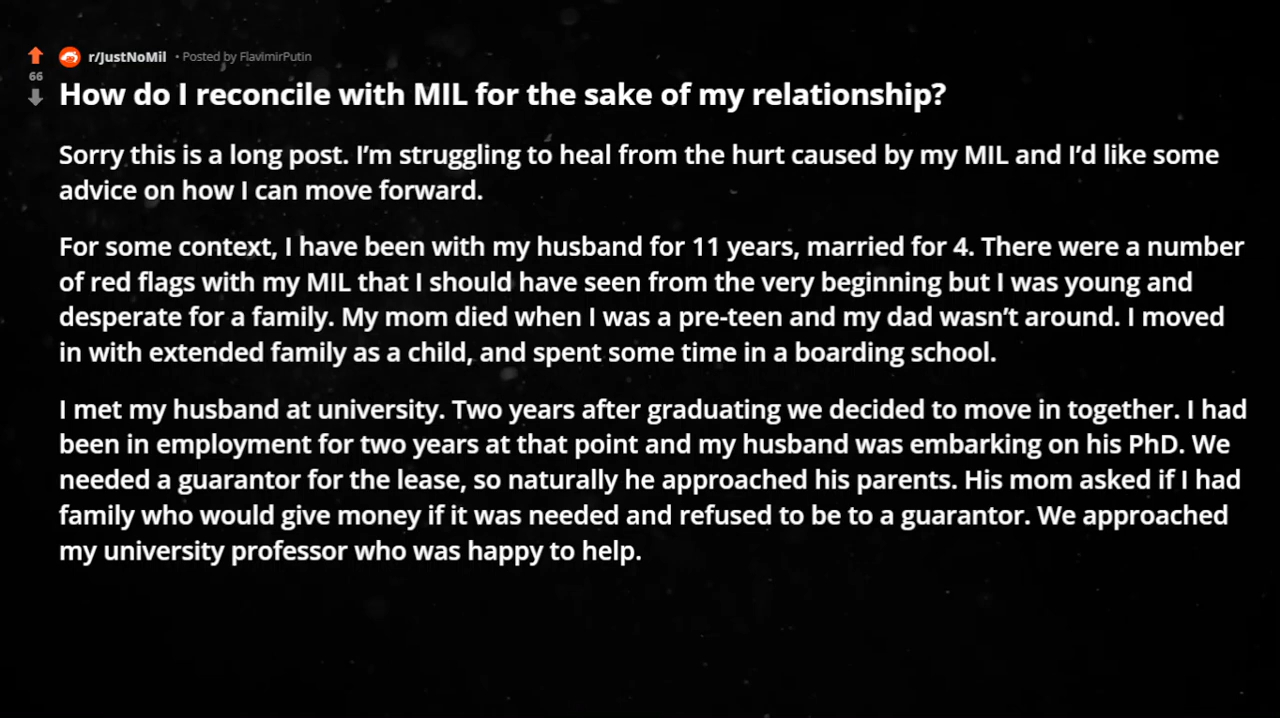 r/JustNoMil • Posted by FlavimirPutin
66
How do I reconcile with MIL for the sake of my relationship?
Sorry this is a long post. I’m struggling to heal from the hurt caused by my MIL and I’d like some
advice on how I can move forward.
For some context, I have been with my husband for 11 years, married for 4. There were a number
of red flags with my MIL that I should have seen from the very beginning but I was young and
desperate for a family. My mom died when I was a pre-teen and my dad wasn’t around. I moved
in with extended family as a child, and spent some time in a boarding school.
I met my husband at university. Two years after graduating we decided to move in together. I had
been in employment for two years at that point and my husband was embarking on his PhD. We
needed a guarantor for the lease, so naturally he approached his parents. His mom asked if I had
family who would give money if it was needed and refused to be to a guarantor. We approached
my university professor who was happy to help.